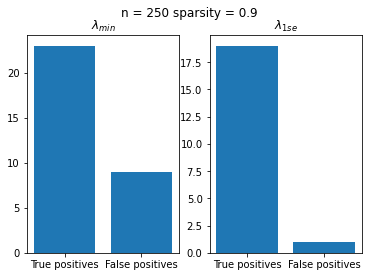 n = 250 sparsity = 0.9
λmin
λ1se
20
15
10
5
0
17.5
15.0
12.5
10.0
7.5
5.0
2.5
0.0
True positives False positives
True positives False positives